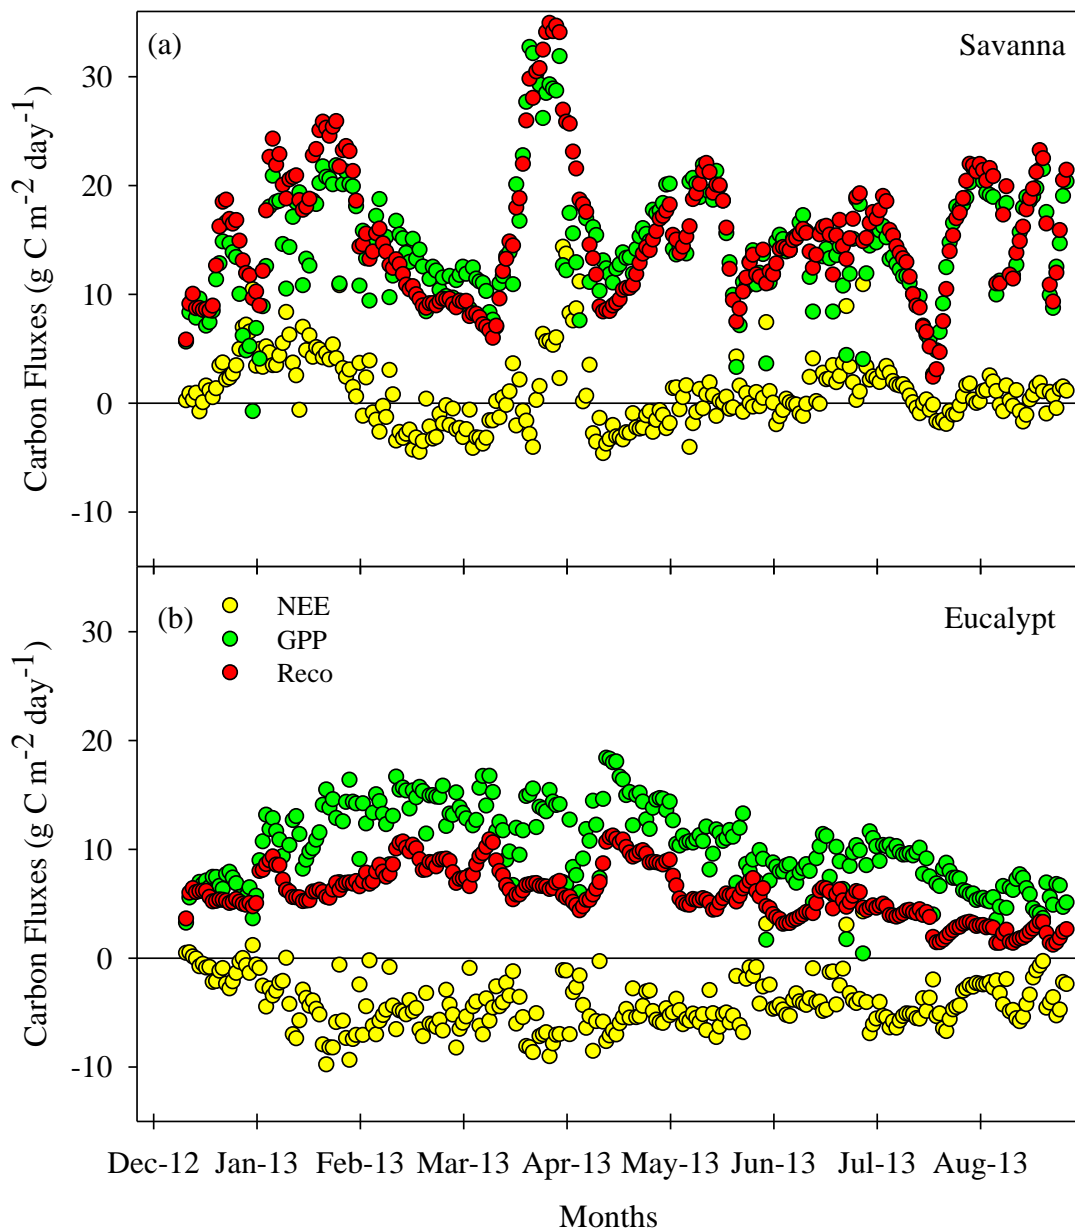 (a)
Savanna
30
20
10
0
-10
Carbon Fluxes (g C m-2 day-1)
(b)
Eucalypt
NEE
GPP
Reco
30
20
10
0
-10
Carbon Fluxes (g C m-2 day-1)
Dec-12 Jan-13 Feb-13 Mar-13 Apr-13 May-13 Jun-13 Jul-13 Aug-13
Months